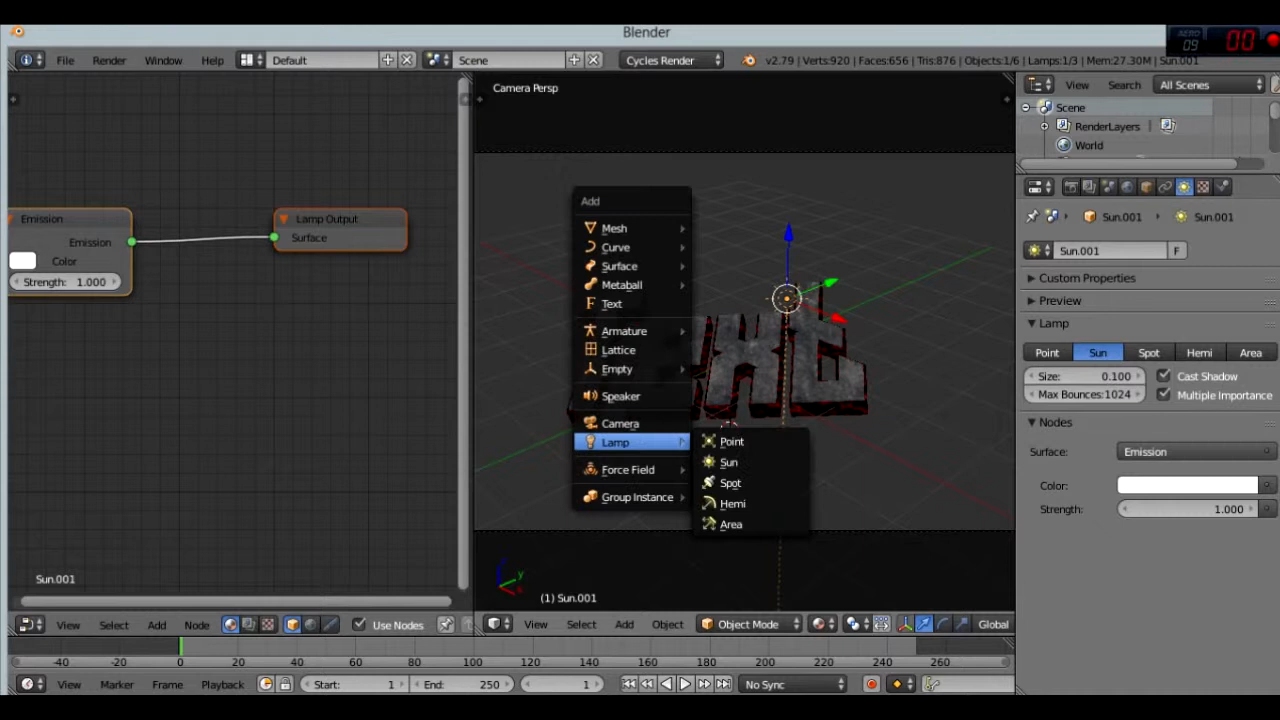 Blender
AERO
09
00
File Render Window Help Default Scene Cycles Render v2.79 | Verts:920 | Faces:656 | Tris:876 | Objects:1/6 | Lamps:1/3 | Mem:27.30M | Sun.001
Camera Persp
View Search All Scenes
Scene
RenderLayers
World
Emission
Emission
Color
Strength: 1.000
Lamp Output
Surface
Add
Mesh
Curve
Surface
Metaball
Text
Armature
Lattice
Empty
Speaker
Camera
Lamp
Force Field
Group Instance
Point
Sun
Spot
Hemi
Area
Sun.001 Sun.001
Sun.001 F
Custom Properties
Preview
Lamp
Point Sun Spot Hemi Area
Size: 0.100 Cast Shadow
Max Bounces:1024 Multiple Importance
Nodes
Surface: Emission
Color:
Strength: 1.000
Sun.001
z
y
x
(1) Sun.001
View Select Add Node Use Nodes
View Select Add Object Object Mode Global
-40 -20 0 20 40 60 80 100 120 140 160 180 200 220 240 260
View Marker Frame Playback Start: 1 End: 250 1 No Sync